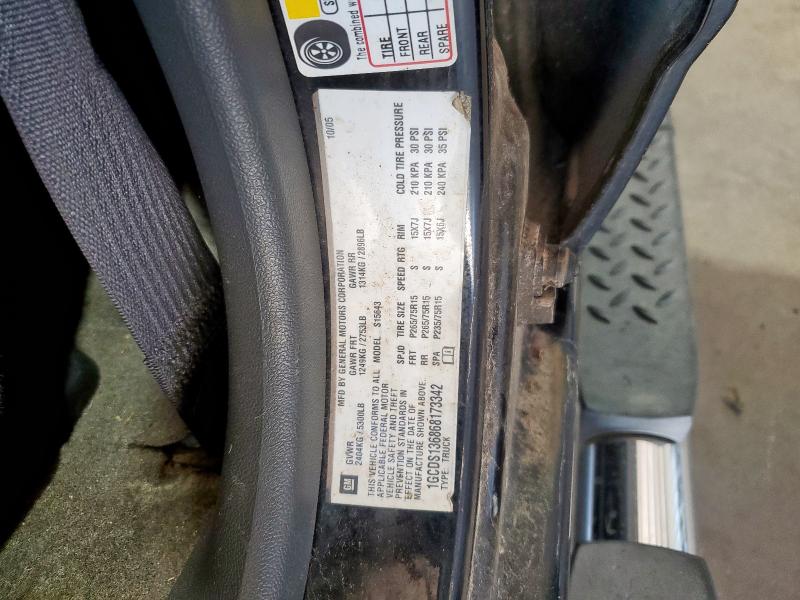 S
The combined w
TIRE
FRONT
REAR
SPARE
10/05
MFD BY GENERAL MOTORS CORPORATION
GM
GVWR GAWR FRT GAWR RR
2404KG / 5300LB 1249KG / 2753LB 1314KG / 2896LB
THIS VEHICLE CONFORMS TO ALL MODEL S15643
APPLICABLE FEDERAL MOTOR
VEHICLE SAFETY AND THEFT
PREVENTION STANDARDS IN
EFFECT ON THE DATE OF
MANUFACTURE SHOWN ABOVE.
1GCDS136868173342
TYPE: TRUCK
SPJD TIRE SIZE SPEED RTG RIM COLD TIRE PRESSURE
FRT P265/75R15 S 15X7J 210 KPA 30 PSI
RR P265/75R15 S 15X7J 210 KPA 30 PSI
SPA P235/75R15 S 15X6J 240 KPA 35 PSI